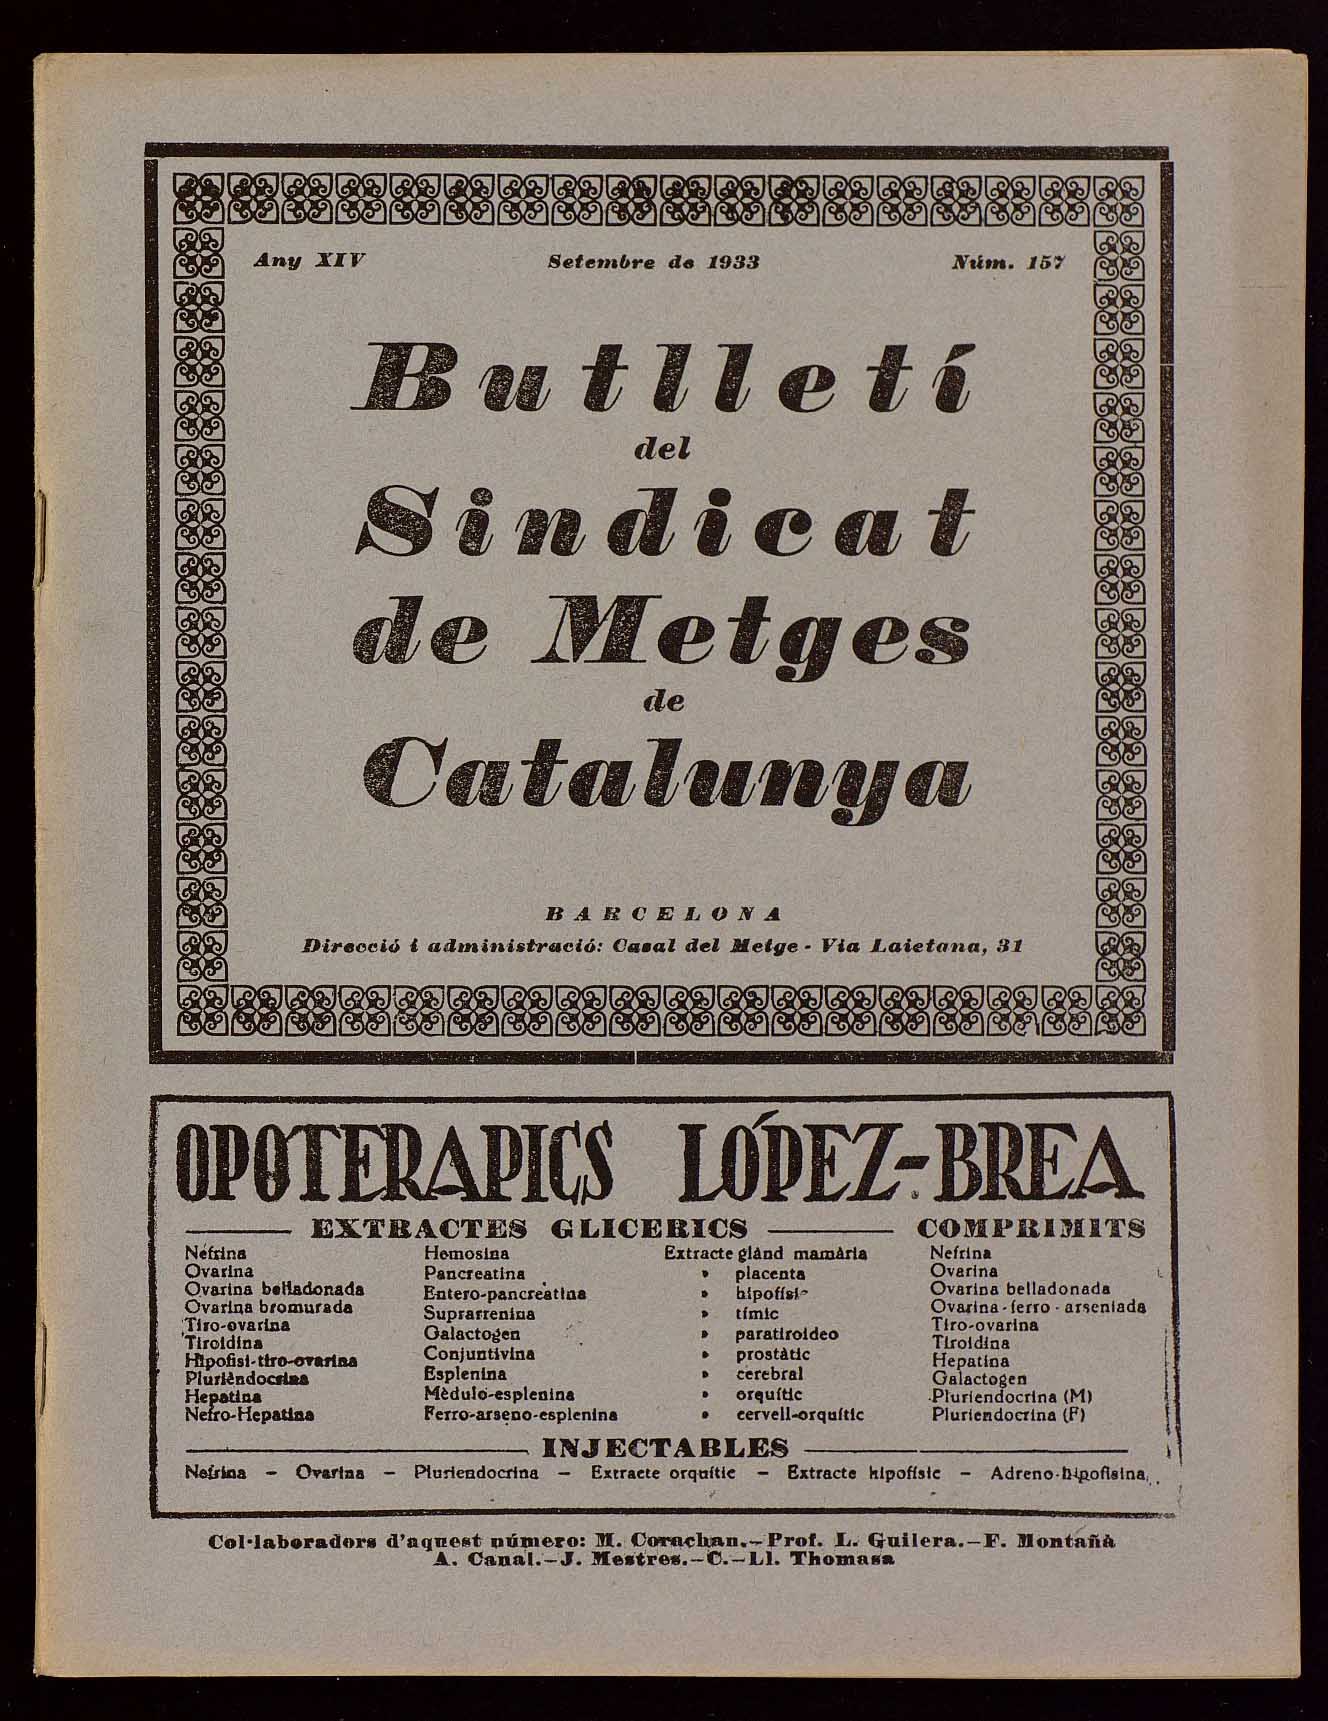 Any XIV Setembre de 1933 Núm. 157
Butlletí
del
Sindicat
de Metges
de
Catalunya
BARCELONA
Direcció i administració: Casal del Metge - Via Laietana, 31
OPOTERAPICS LÓPEZ-BREA
EXTRACTES GLICERICS
Nefrina
Ovarina
Ovarina belladonada
Ovarina bromurada
Tiro-ovarina
Tiroidina
Hipofisi-tiro-ovarina
Pluriéndocrina
Hepatina
Nefro-Hepatina
Hemosina
Pancreatina
Entero-pancreatina
Suprarrenina
Galactogen
Conjuntivina
Esplenina
Mèdulo-esplenina
Ferro-arseno-esplenina
Extracte glànd mamària
» placenta
» hipofísic
» tímic
» paratiroideo
» prostàtic
» cerebral
» orquític
» cervell-orquític
COMPRIMITS
Nefrina
Ovarina
Ovarina belladonada
Ovarina-ferro-arseniada
Tiro-ovarina
Tiroidina
Hepatina
Galactogen
Pluriendocrina (M)
Pluriendocrina (F)
INJECTABLES
Nefrina — Ovarina — Pluriendocrina — Extracte orquític — Extracte hipofísic — Adreno-hipofisina
Col·laboradors d'aquest número: M. Corachan.—Prof. L. Guilera.—F. Montañà
A. Canal.—J. Mestres.—C.—Ll. Thomasa